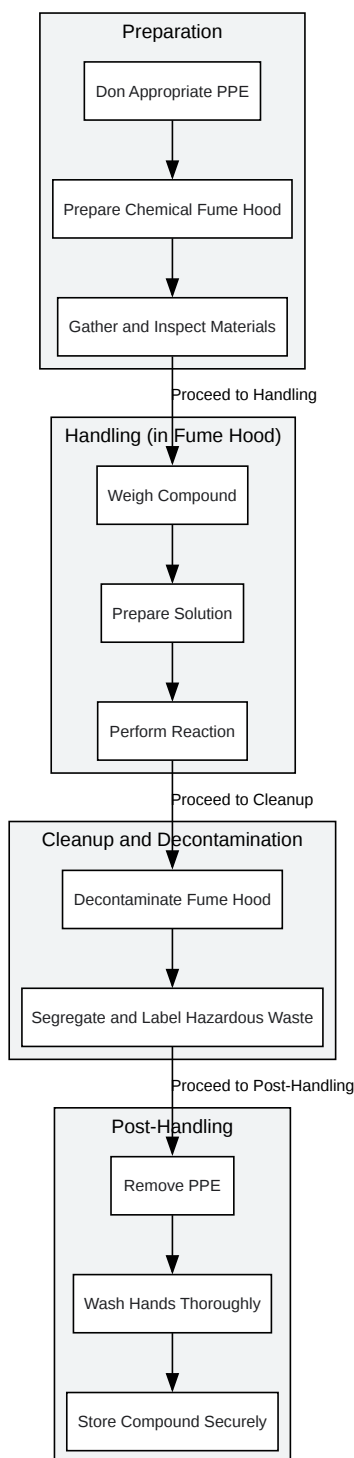 Preparation
Don Appropriate PPE
Prepare Chemical Fume Hood
Gather and Inspect Materials
Proceed to Handling
Handling (in Fume Hood)
Weigh Compound
Prepare Solution
Perform Reaction
Proceed to Cleanup
Cleanup and Decontamination
Decontaminate Fume Hood
Segregate and Label Hazardous Waste
Proceed to Post-Handling
Post-Handling
Remove PPE
Wash Hands Thoroughly
Store Compound Securely